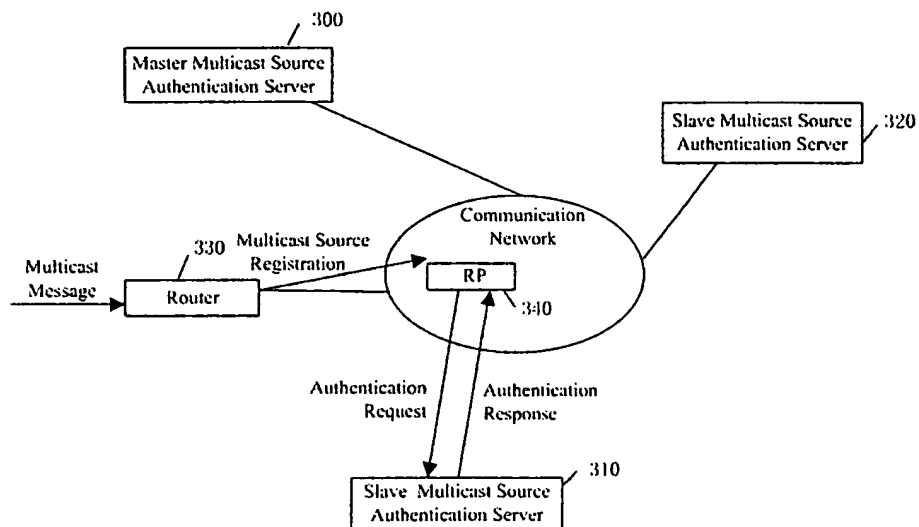 300
Master Multicast Source
Authentication Server
Slave Multicast Source
Authentication Server
320
Communication
Network
330
Multicast Source
Registration
Multicast
Message
Router
RP
340
Authentication
Request
Authentication
Response
310
Slave Multicast Source
Authentication Server